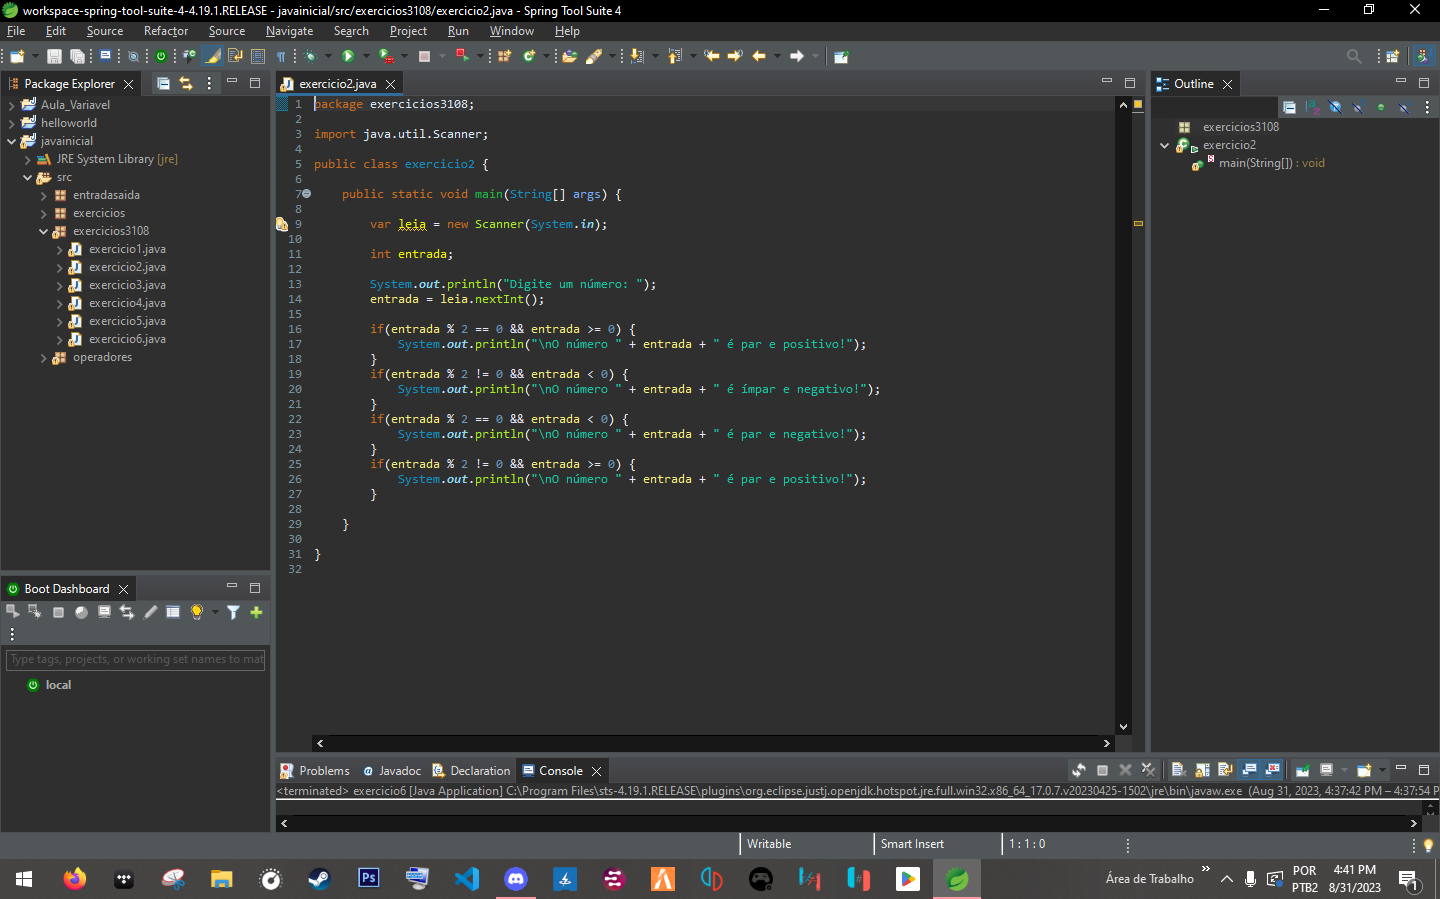 workspace-spring-tool-suite-4-4.19.1.RELEASE - javainicial/src/exercicios3108/exercicio2.java - Spring Tool Suite 4
File Edit Source Refactor Source Navigate Search Project Run Window Help
Package Explorer
Aula_Variavel
helloworld
javainicial
JRE System Library [jre]
src
entradasaida
exercicios
exercicios3108
exercicio1.java
exercicio2.java
exercicio3.java
exercicio4.java
exercicio5.java
exercicio6.java
operadores
Boot Dashboard
Type tags, projects, or working set names to mat
local
exercicio2.java
1 package exercicios3108;
2
3 import java.util.Scanner;
4
5 public class exercicio2 {
6
7 public static void main(String[] args) {
8
9 var leia = new Scanner(System.in);
10
11 int entrada;
12
13 System.out.println("Digite um número: ");
14 entrada = leia.nextInt();
15
16 if(entrada % 2 == 0 && entrada >= 0) {
17 System.out.println("\nO número " + entrada + " é par e positivo!");
18 }
19 if(entrada % 2 != 0 && entrada < 0) {
20 System.out.println("\nO número " + entrada + " é ímpar e negativo!");
21 }
22 if(entrada % 2 == 0 && entrada < 0) {
23 System.out.println("\nO número " + entrada + " é par e negativo!");
24 }
25 if(entrada % 2 != 0 && entrada >= 0) {
26 System.out.println("\nO número " + entrada + " é par e positivo!");
27 }
28
29 }
30
31 }
32
Outline
exercicios3108
exercicio2
main(String[]) : void
Problems Javadoc Declaration Console
<terminated> exercicio6 [Java Application] C:\Program Files\sts-4.19.1.RELEASE\plugins\org.eclipse.justj.openjdk.hotspot.jre.full.win32.x86_64_17.0.7.v20230425-1502\jre\bin\javaw.exe (Aug 31, 2023, 4:37:42 PM – 4:37:54 P
Writable Smart Insert 1 : 1 : 0
Ps
Área de Trabalho
POR
PTB2
4:41 PM
8/31/2023
1